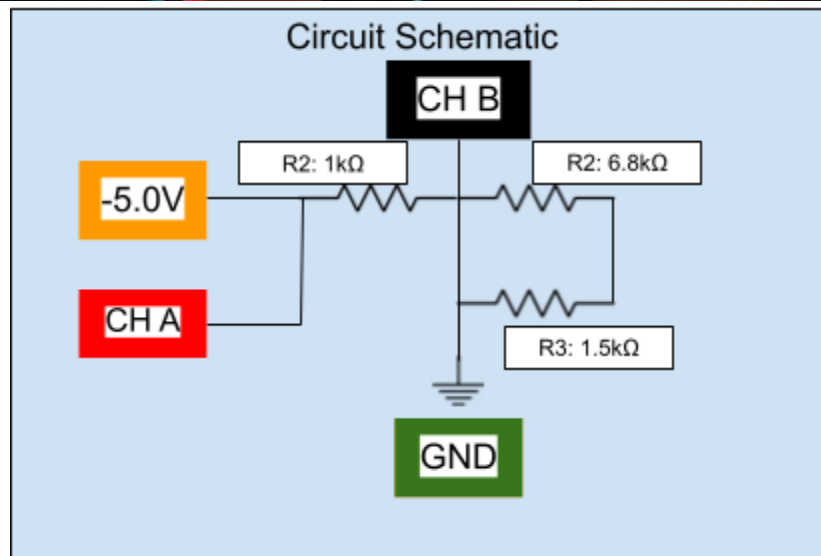 Circuit Schematic
CH B
R2: 1kΩ
R2: 6.8kΩ
-5.0V
CH A
R3: 1.5kΩ
GND